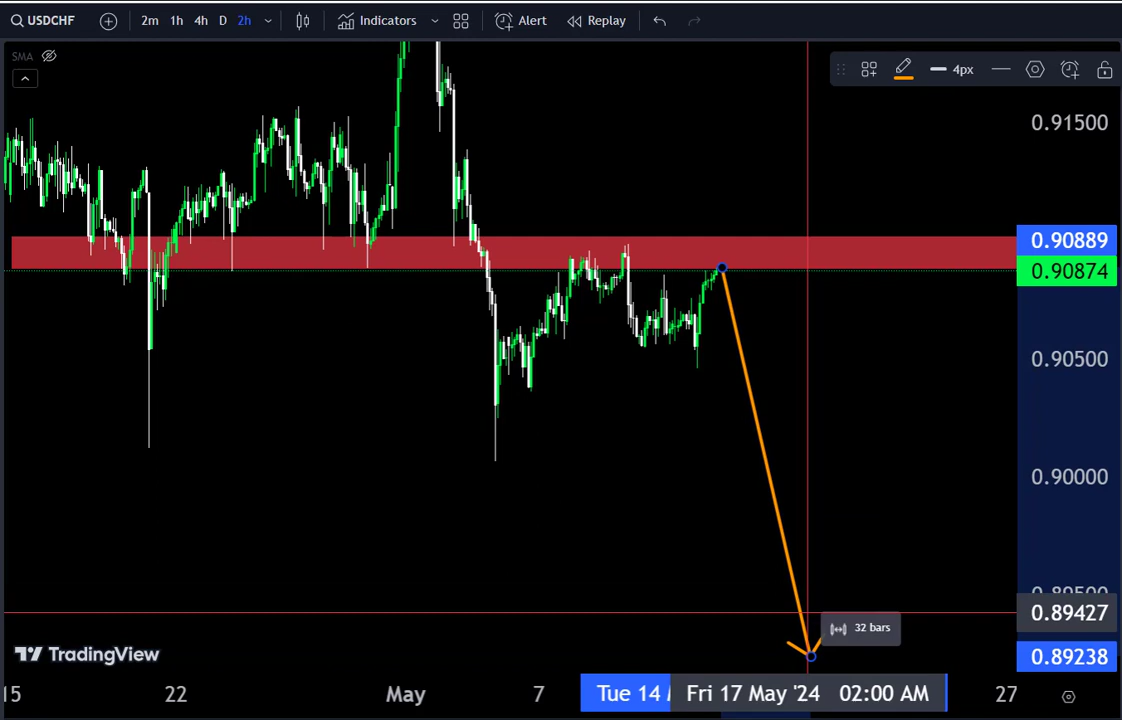 USDCHF 2m 1h 4h D 2h Indicators Alert Replay
SMA
4px
0.91500
0.90889
0.90874
0.90500
0.90000
0.89427
32 bars
0.89238
TradingView
15 22 May 7 Tue 14 Fri 17 May '24 02:00 AM 27